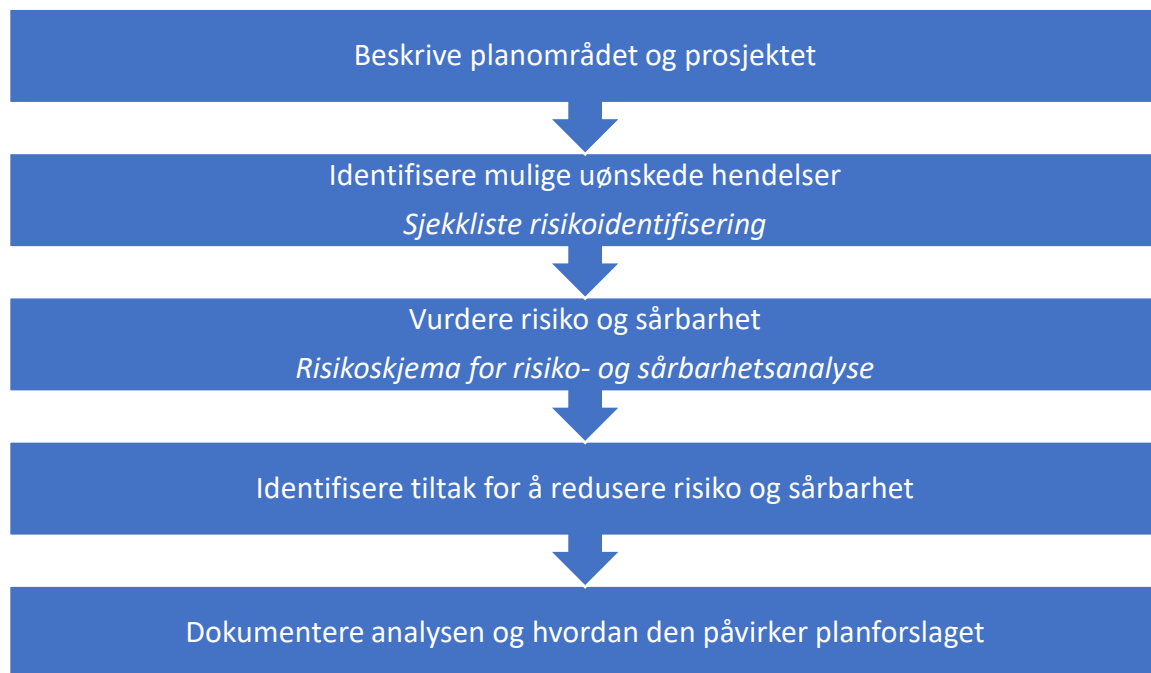 Beskrive planområdet og prosjektet
Identifisere mulige uønskede hendelser
Sjekkliste risikoidentifisering
Vurdere risiko og sårbarhet
Risikoskjema for risiko- og sårbarhetsanalyse
Identifisere tiltak for å redusere risiko og sårbarhet
Dokumentere analysen og hvordan den påvirker planforslaget